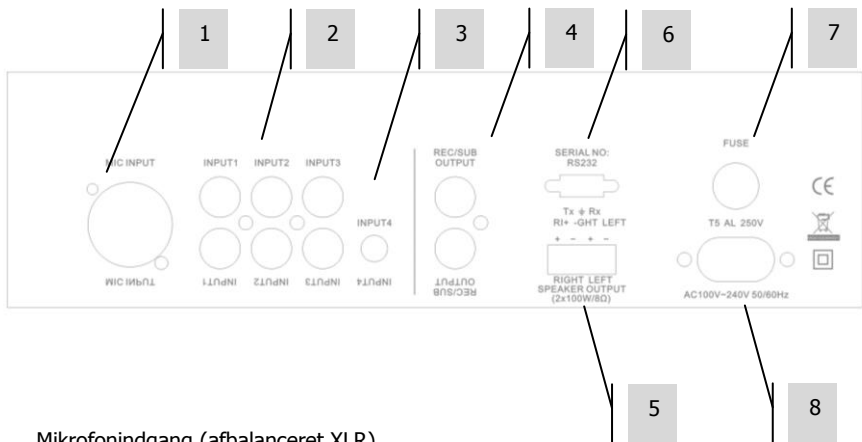 1 2 3 4 6 7
MIC INPUT
INPUT1 INPUT2 INPUT3
INPUT4
REC/SUB
OUTPUT
SERIAL NO:
RS232
FUSE
Tx ⏚ Rx
RI+ -GHT LEFT
T5 AL 250V
+ - + -
MIC INPUT
INPUT1 INPUT2 INPUT3 INPUT4
REC/SUB
OUTPUT
RIGHT LEFT
SPEAKER OUTPUT
(2x100W/8Ω)
AC100V~240V 50/60Hz
CE
5 8
Mikrofonindgang (afbalanceret XLR)